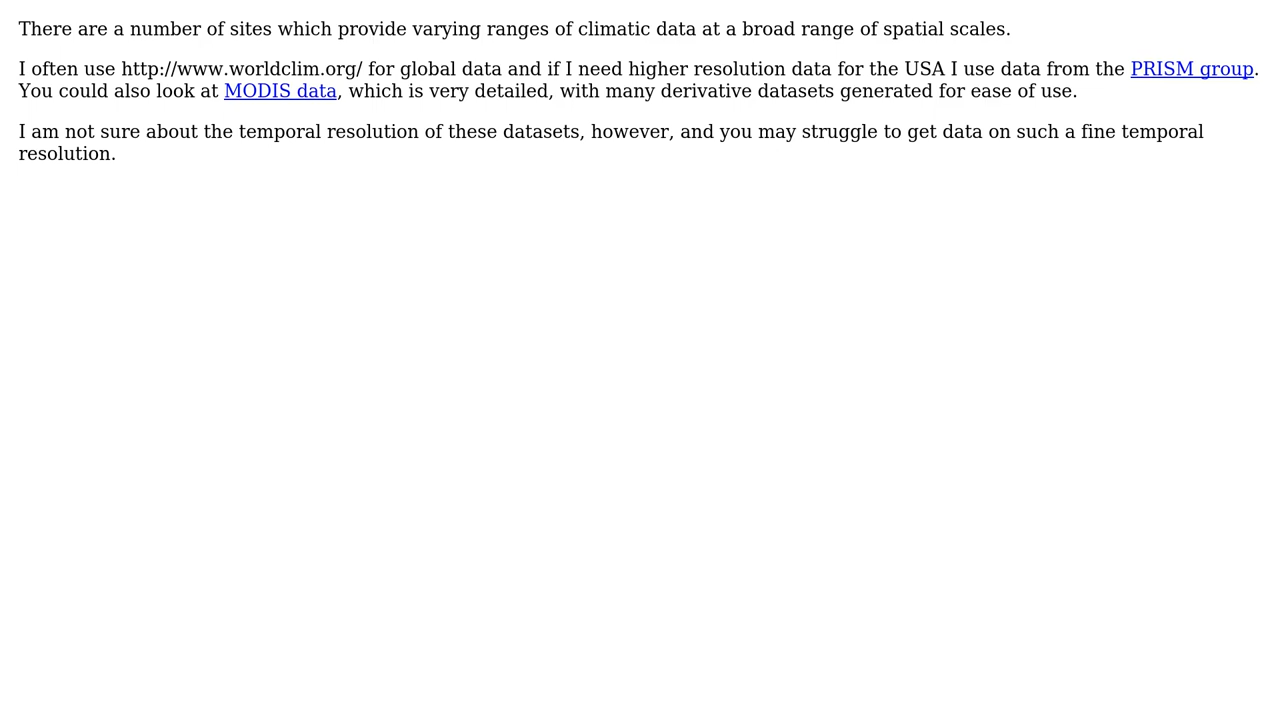 There are a number of sites which provide varying ranges of climatic data at a broad range of spatial scales.
I often use http://www.worldclim.org/ for global data and if I need higher resolution data for the USA I use data from the PRISM group.
You could also look at MODIS data, which is very detailed, with many derivative datasets generated for ease of use.
I am not sure about the temporal resolution of these datasets, however, and you may struggle to get data on such a fine temporal
resolution.